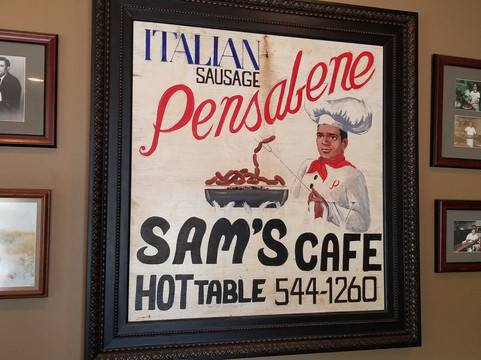 ITALIAN
SAUSAGE
Pensabene
P
SAM'S CAFE
HOT TABLE 544-1260